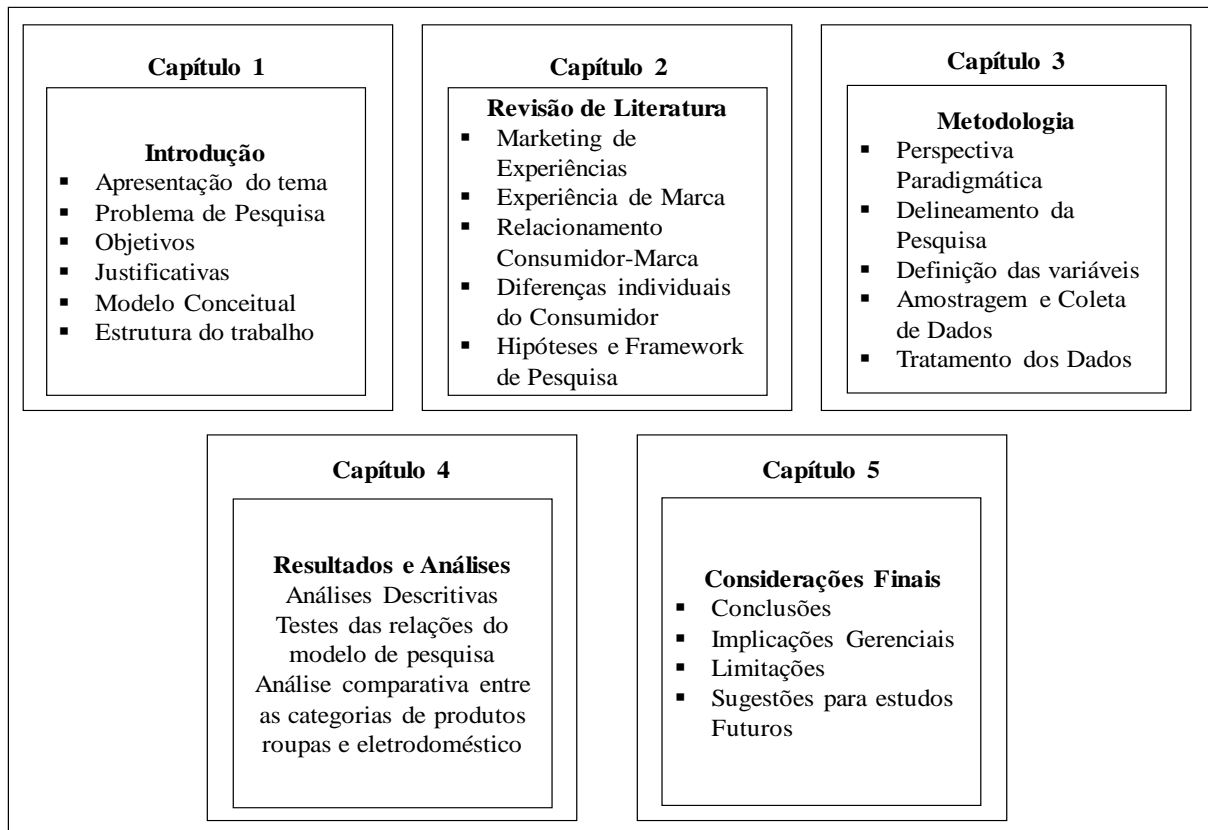 Capítulo 1
Introdução
▪ Apresentação do tema
▪ Problema de Pesquisa
▪ Objetivos
▪ Justificativas
▪ Modelo Conceitual
▪ Estrutura do trabalho
Capítulo 2
Revisão de Literatura
▪ Marketing de
Experiências
▪ Experiência de Marca
▪ Relacionamento
Consumidor-Marca
▪ Diferenças individuais
do Consumidor
▪ Hipóteses e Framework
de Pesquisa
Capítulo 3
Metodologia
▪ Perspectiva
Paradigmática
▪ Delineamento da
Pesquisa
▪ Definição das variáveis
▪ Amostragem e Coleta
de Dados
▪ Tratamento dos Dados
Capítulo 4
Resultados e Análises
Análises Descritivas
Testes das relações do
modelo de pesquisa
Análise comparativa entre
as categorias de produtos
roupas e eletrodoméstico
Capítulo 5
Considerações Finais
▪ Conclusões
▪ Implicações Gerenciais
▪ Limitações
▪ Sugestões para estudos
Futuros